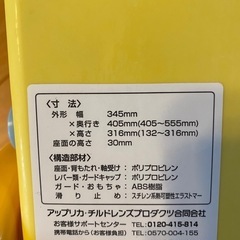 〈寸 法〉
外形 幅 345mm
×奥行き 405mm(405〜555mm)
×高さ 316mm(132〜316mm)
座面の高さ 30mm
〈構造部材〉
座面・背もたれ・軸受け：ポリプロピレン
レバー類・ガードキャップ：ポリプロピレン
ガード・おもちゃ：ABS樹脂
滑り止め：スチレン系熱可塑性エラストマー
アップリカ・チルドレンズプロダクツ合同会社
お客様サポートセンター TEL: 0120-415-814
携帯電話から(お客様負担) TEL: 0570-004-155